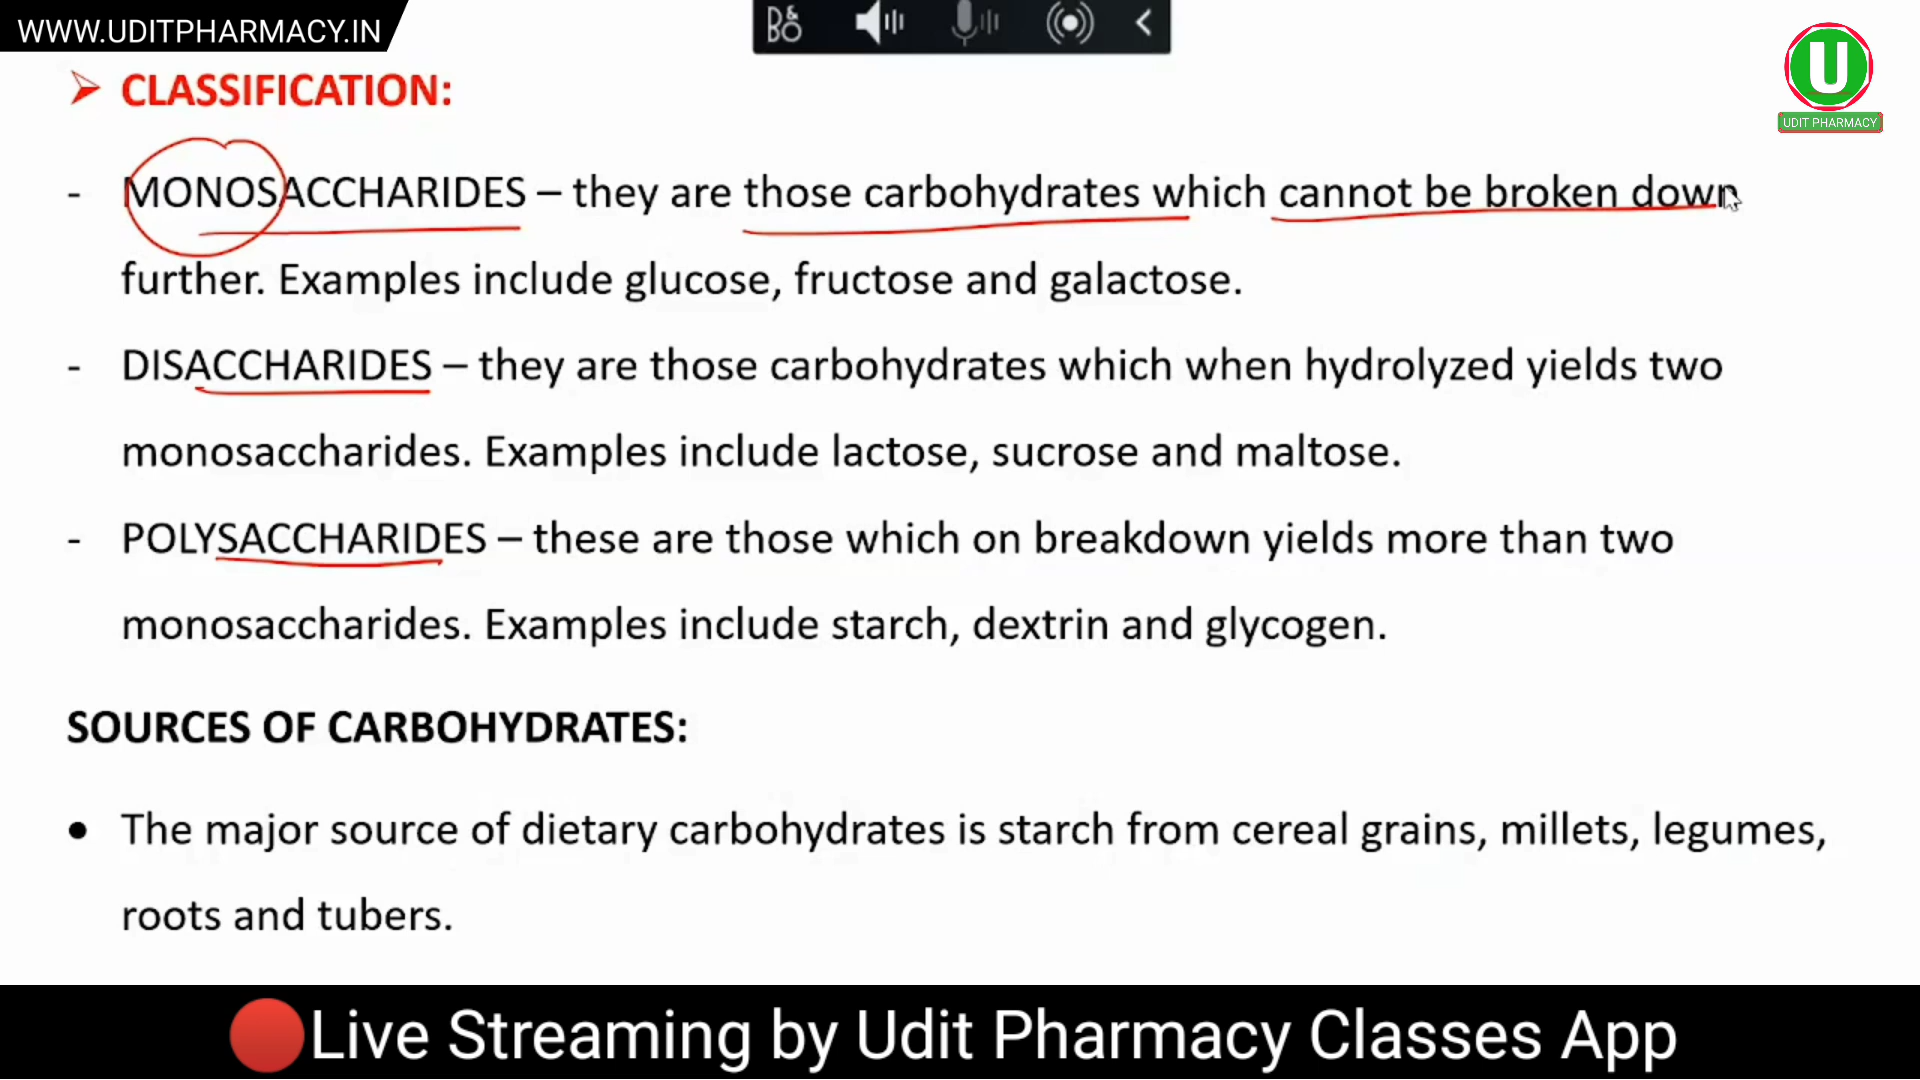 WWW.UDITPHARMACY.IN
U
UDIT PHARMACY
➢ CLASSIFICATION:
- MONOSACCHARIDES – they are those carbohydrates which cannot be broken down
further. Examples include glucose, fructose and galactose.
- DISACCHARIDES – they are those carbohydrates which when hydrolyzed yields two
monosaccharides. Examples include lactose, sucrose and maltose.
- POLYSACCHARIDES – these are those which on breakdown yields more than two
monosaccharides. Examples include starch, dextrin and glycogen.
SOURCES OF CARBOHYDRATES:
• The major source of dietary carbohydrates is starch from cereal grains, millets, legumes,
roots and tubers.
Live Streaming by Udit Pharmacy Classes App